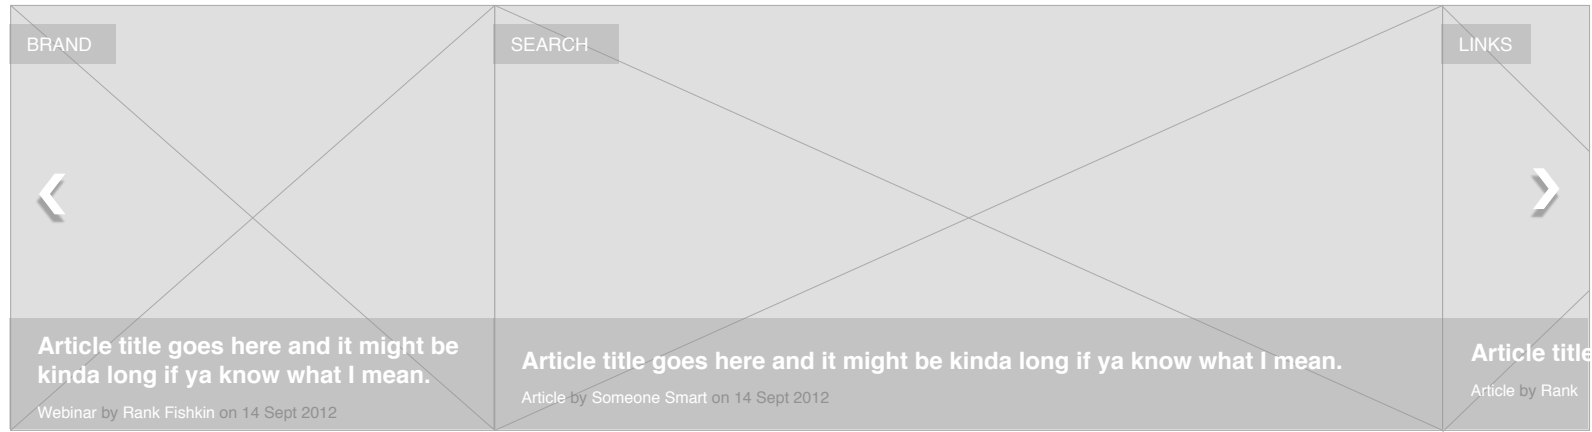 BRAND
SEARCH
LINKS
Article title goes here and it might be
kinda long if ya know what I mean.
Webinar by Rank Fishkin on 14 Sept 2012
Article title goes here and it might be kinda long if ya know what I mean.
Article by Someone Smart on 14 Sept 2012
Article title
Article by Rank